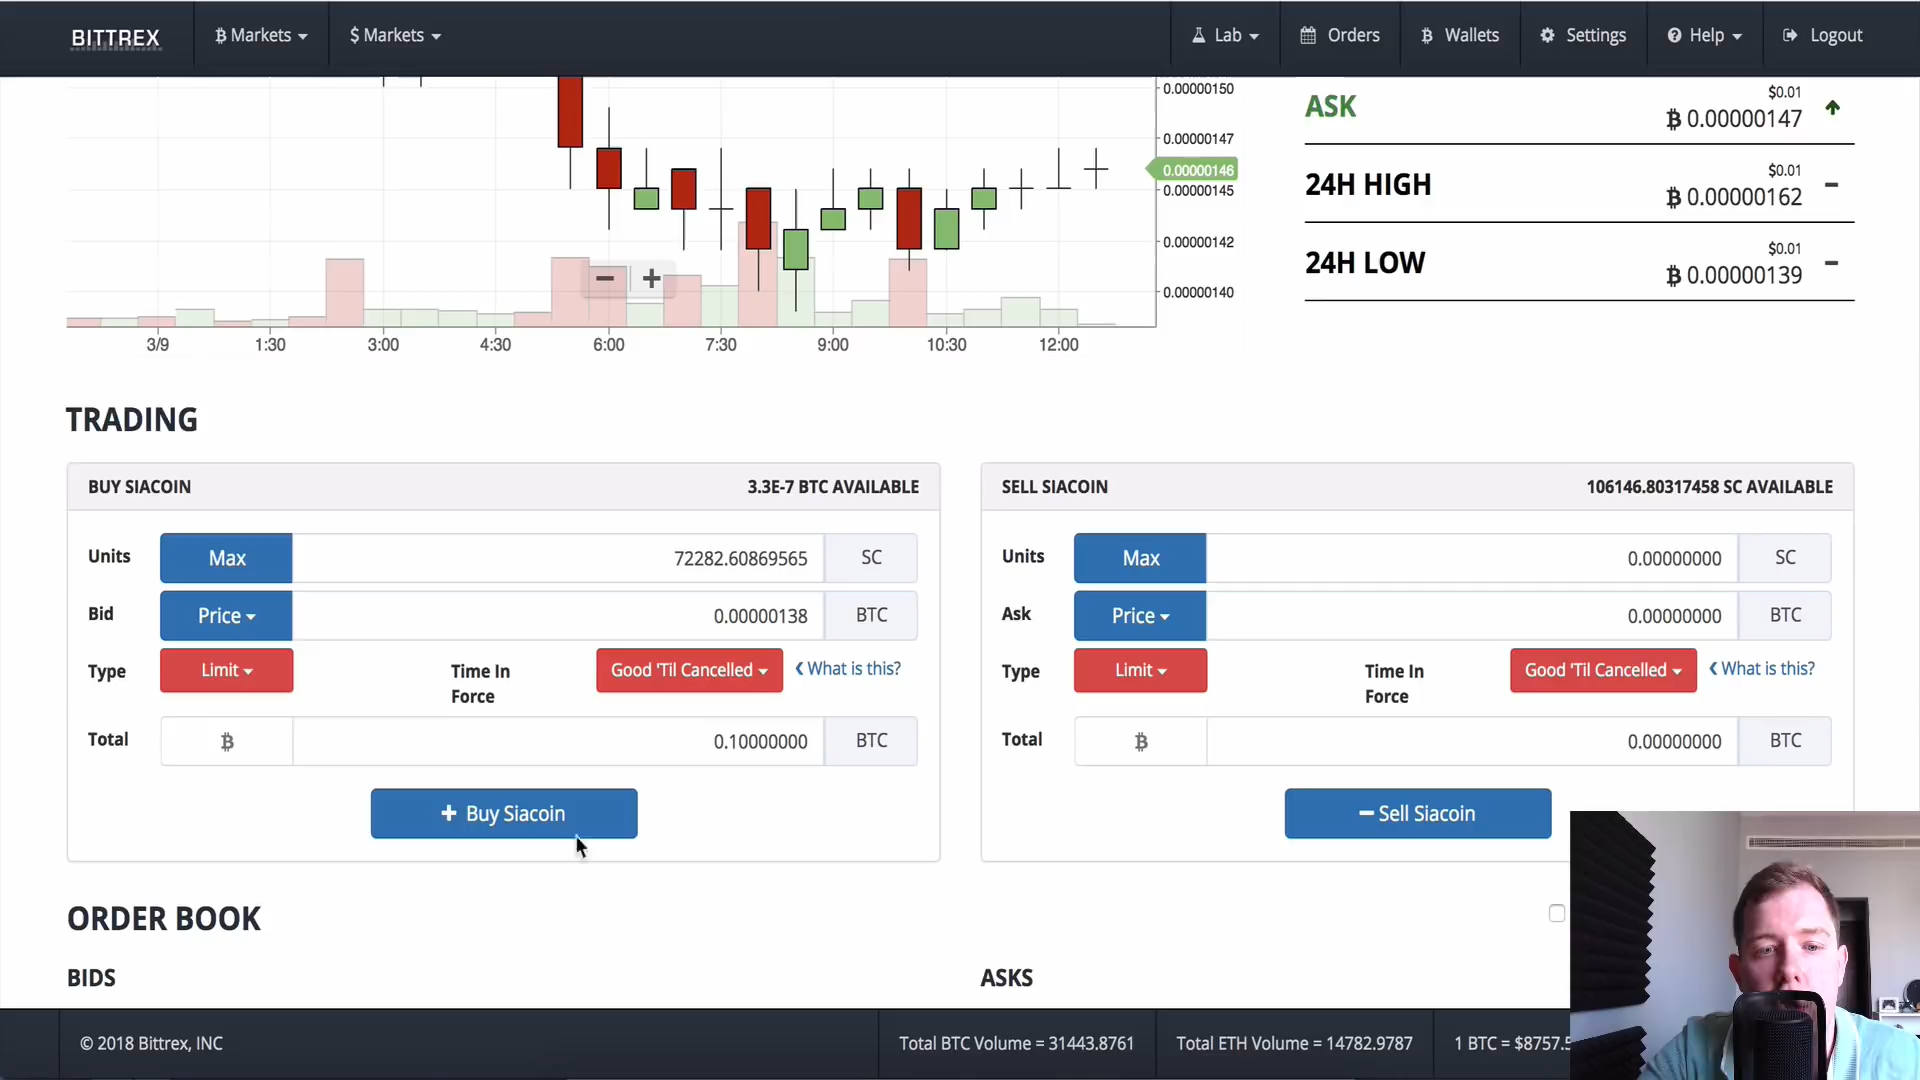 BITTREX
Markets
$ Markets
Lab
Orders
Wallets
Settings
Help
Logout
0.00000150
0.00000147
0.00000146
0.00000145
0.00000142
0.00000140
3/9 1:30 3:00 4:30 6:00 7:30 9:00 10:30 12:00
ASK
$0.01
0.00000147
24H HIGH
$0.01
0.00000162
24H LOW
$0.01
0.00000139
TRADING
BUY SIACOIN 3.3E-7 BTC AVAILABLE
Units Max 72282.60869565 SC
Bid Price 0.00000138 BTC
Type Limit Time In Force Good 'Til Cancelled What is this?
Total ₿ 0.10000000 BTC
+ Buy Siacoin
SELL SIACOIN 106146.80317458 SC AVAILABLE
Units Max 0.00000000 SC
Ask Price 0.00000000 BTC
Type Limit Time In Force Good 'Til Cancelled What is this?
Total ₿ 0.00000000 BTC
Sell Siacoin
ORDER BOOK
BIDS
ASKS
© 2018 Bittrex, INC
Total BTC Volume = 31443.8761
Total ETH Volume = 14782.9787
1 BTC = $8757.5